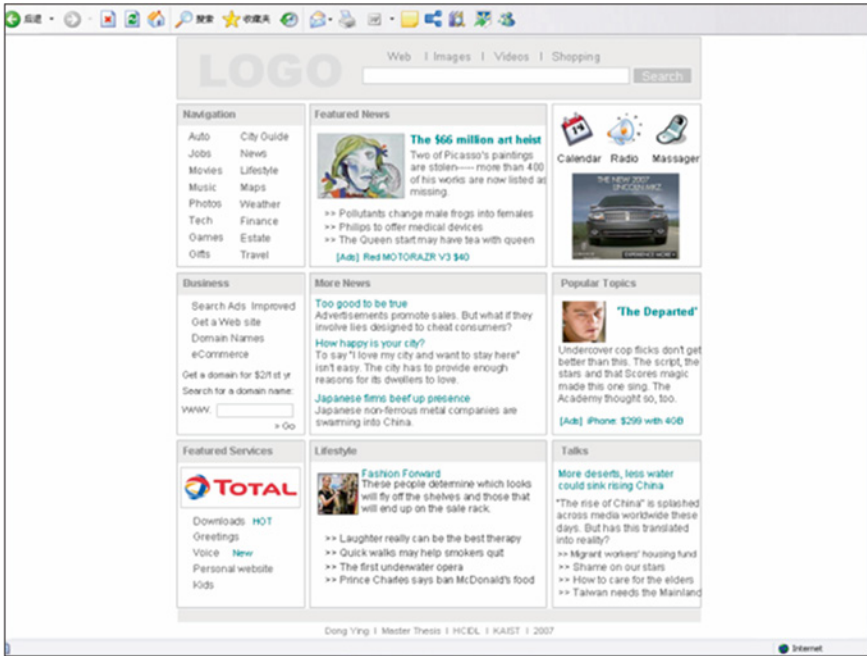 后退
搜索
收藏夹
LOGO
Web | Images | Videos | Shopping
Search
Navigation
Auto City Guide
Jobs News
Movies Lifestyle
Music Maps
Photos Weather
Tech Finance
Games Estate
Gifts Travel
Featured News
The $66 million art heist
Two of Picasso's paintings
are stolen----- more than 400
of his works are now listed as
missing.
>> Pollutants change male frogs into females
>> Philips to offer medical devices
>> The Queen start may have tea with queen
[Ads] Red MOTORAZR V3 $40
Calendar Radio Massager
THE NEW 2007
LINCOLN MKZ
EXPERIENCE MORE >
Business
Search Ads Improved
Get a Web site
Domain Names
eCommerce
Get a domain for $2/1st yr
Search for a domain name:
WWW.
> Go
More News
Too good to be true
Advertisements promote sales. But what if they
involve lies designed to cheat consumers?
How happy is your city?
To say "I love my city and want to stay here"
isn't easy. The city has to provide enough
reasons for its dwellers to love.
Japanese firms beef up presence
Japanese non-ferrous metal companies are
swarming into China.
Popular Topics
'The Departed'
Undercover cop flicks don't get
better than this. The script, the
stars and that Scores magic
made this one sing. The
Academy thought so, too.
[Ads] iPhone: $299 with 4GB
Featured Services
TOTAL
Downloads HOT
Greetings
Voice New
Personal website
Kids
Lifestyle
Fashion Forward
These people determine which looks
will fly off the shelves and those that
will end up on the sale rack.
>> Laughter really can be the best therapy
>> Quick walks may help smokers quit
>> The first underwater opera
>> Prince Charles says ban McDonald's food
Talks
More deserts, less water
could sink rising China
"The rise of China" is splashed
across media worldwide these
days. But has this translated
into reality?
>> Migrant workers' housing fund
>> Shame on our stars
>> How to care for the elders
>> Taiwan needs the Mainland
Dong Ying | Master Thesis | HCIDL | KAIST | 2007
Internet